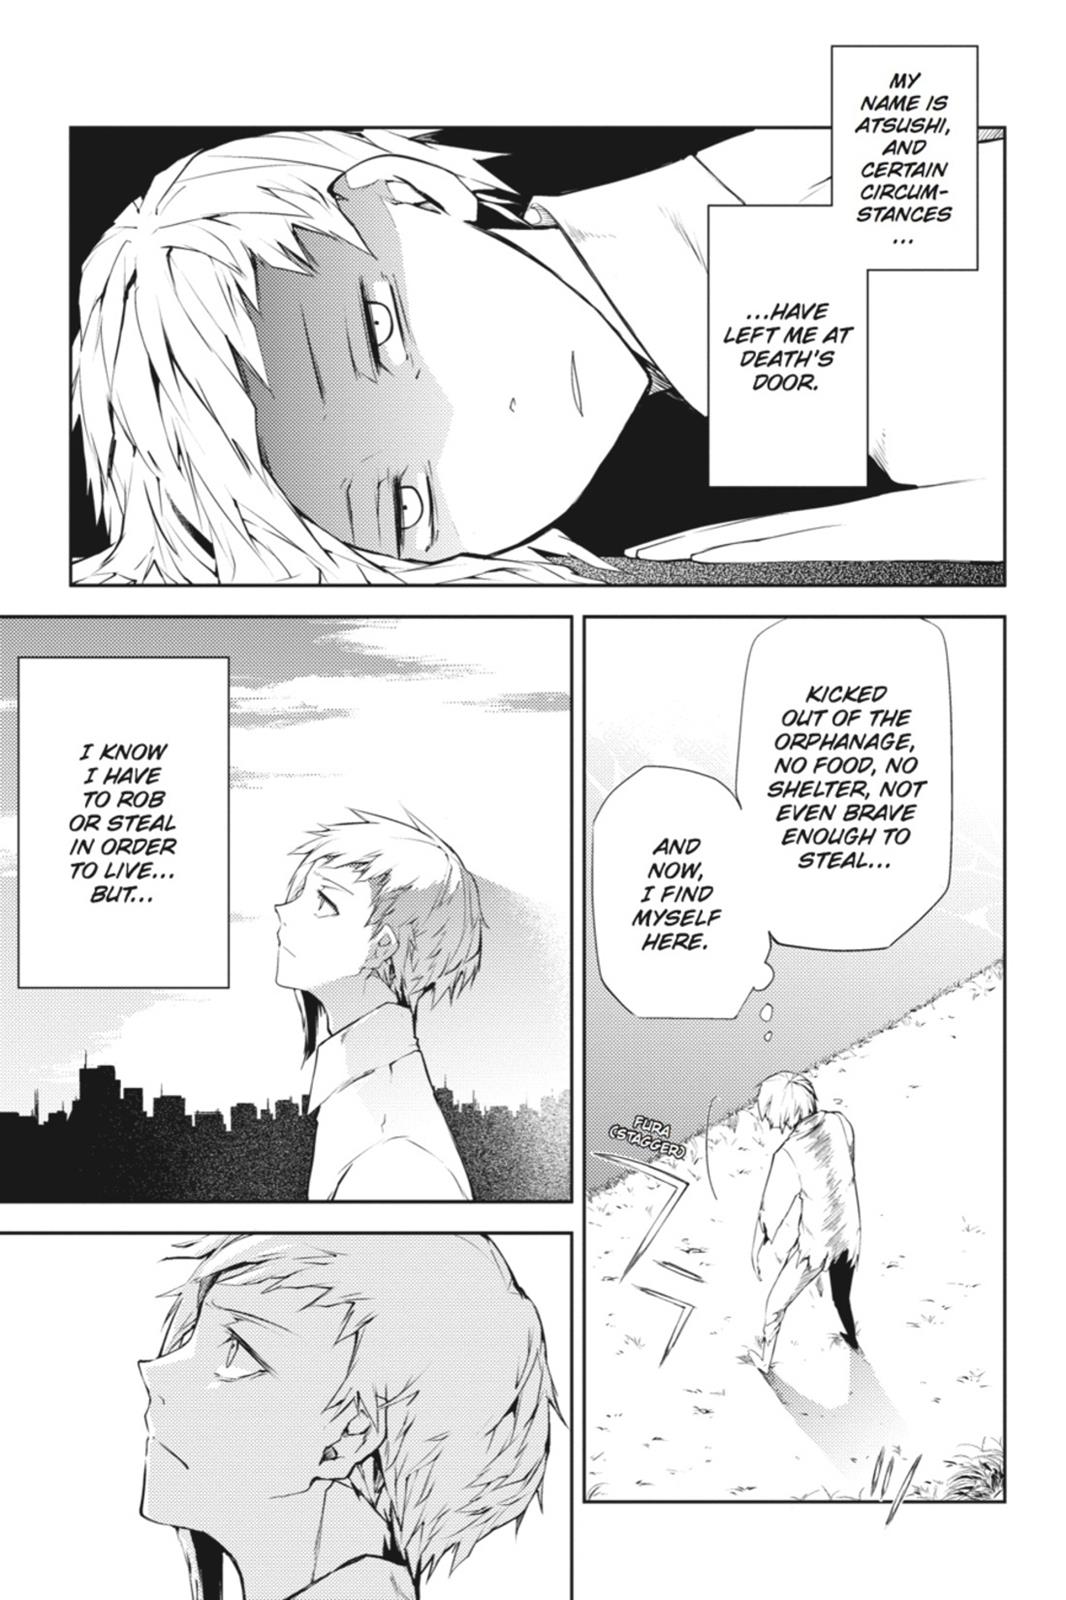 MY
NAME IS
ATSUSHI,
AND
CERTAIN
CIRCUM-
STANCES
...
...HAVE
LEFT ME AT
DEATH'S
DOOR.
KICKED
OUT OF THE
ORPHANAGE,
NO FOOD, NO
SHELTER, NOT
EVEN BRAVE
ENOUGH TO
STEAL...
AND
NOW,
I FIND
MYSELF
HERE.
FURA
(STAGGER)
I KNOW
I HAVE
TO ROB
OR STEAL
IN ORDER
TO LIVE...
BUT...